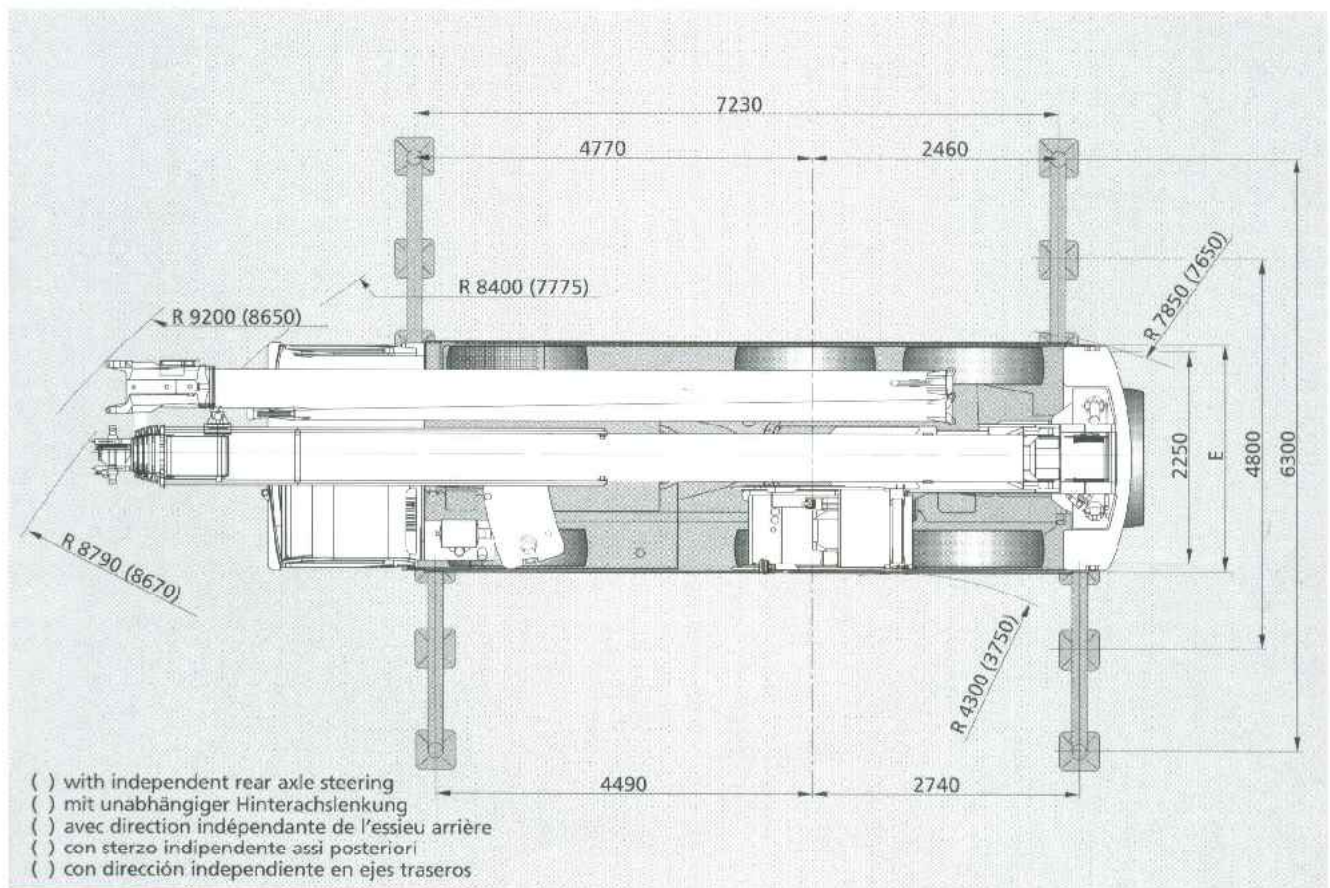 7230
4770
2460
R 7850 (7650)
R 8400 (7775)
R 9200 (8650)
2250
E
4800
6300
R 8790 (8670)
R 4300 (3750)
4490
2740
( ) with independent rear axle steering
( ) mit unabhängiger Hinterachslenkung
( ) avec direction indépendante de l'essieu arrière
( ) con sterzo indipendente assi posteriori
( ) con dirección independiente en ejes traseros